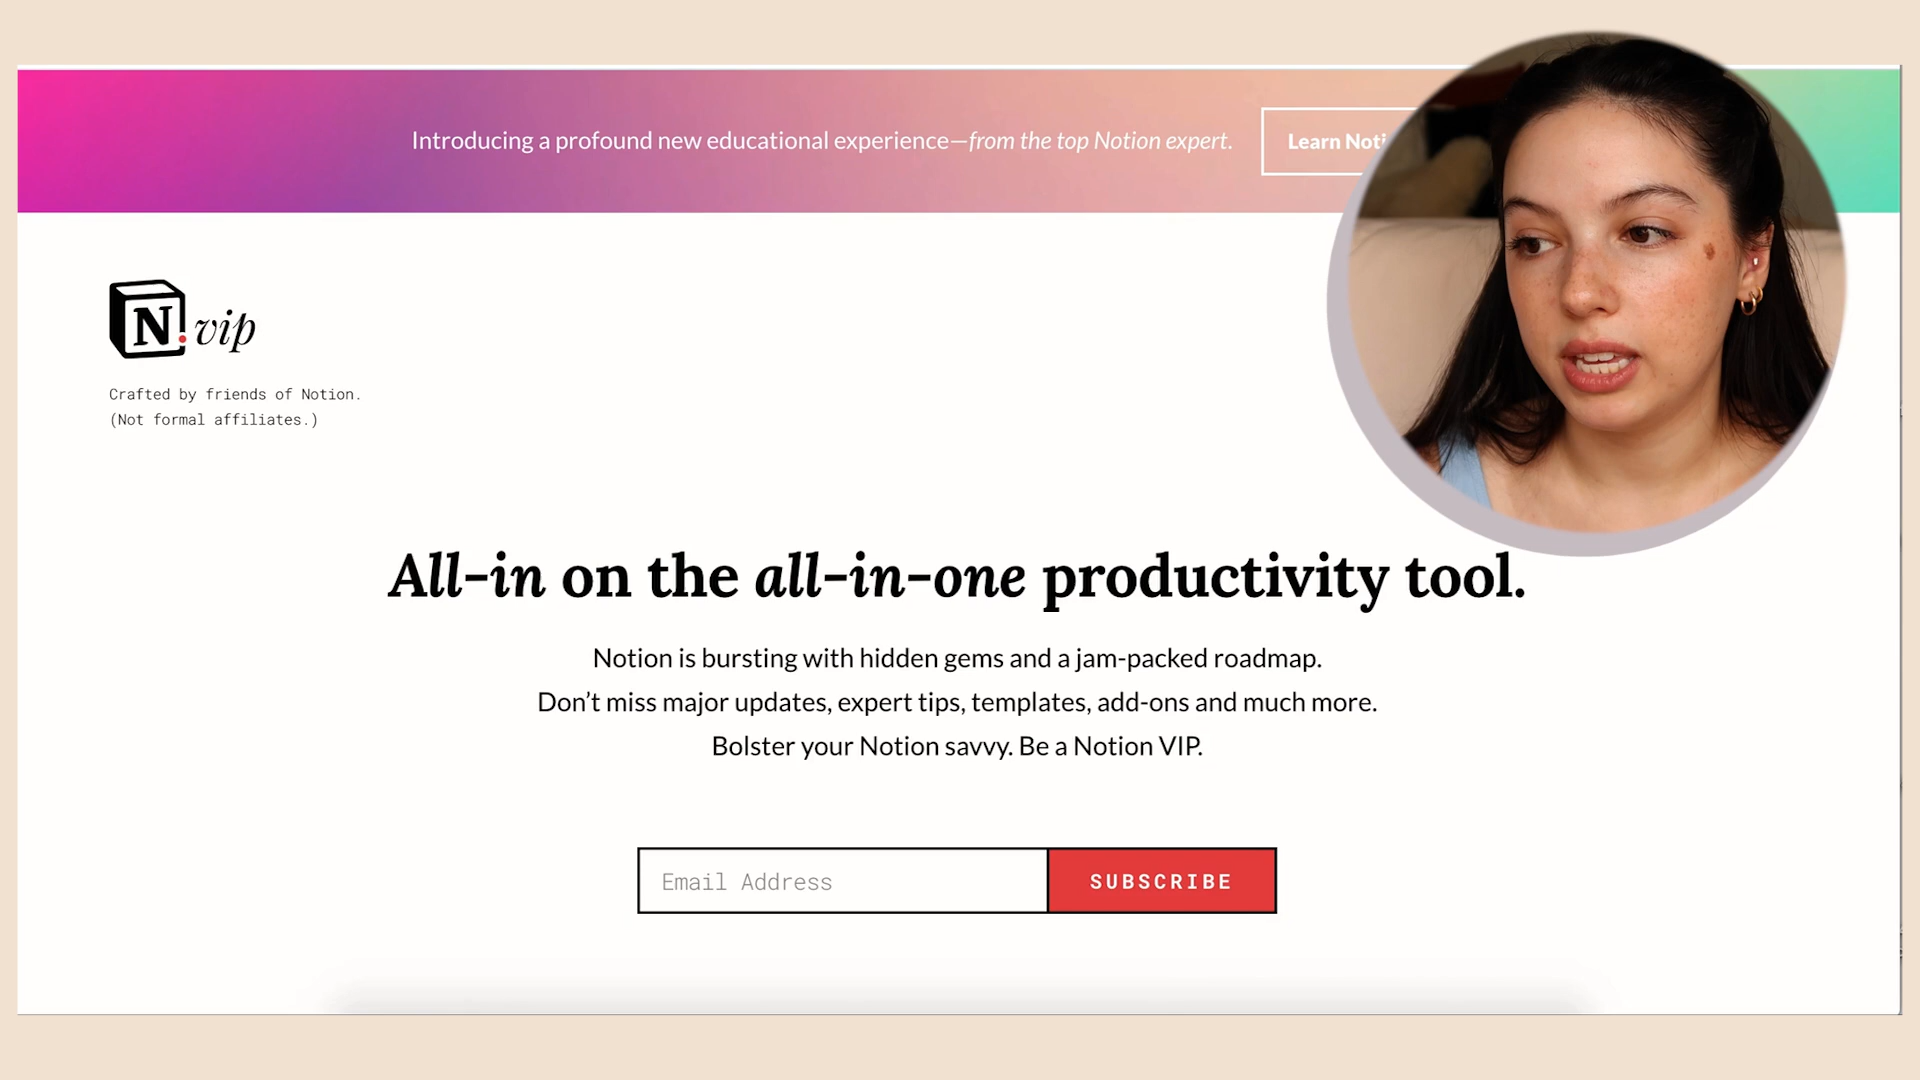 Introducing a profound new educational experience—from the top Notion expert.
Learn
N.vip
Crafted by friends of Notion.
(Not formal affiliates.)
All-in on the all-in-one productivity tool.
Notion is bursting with hidden gems and a jam-packed roadmap.
Don’t miss major updates, expert tips, templates, add-ons and much more.
Bolster your Notion savvy. Be a Notion VIP.
Email Address
SUBSCRIBE